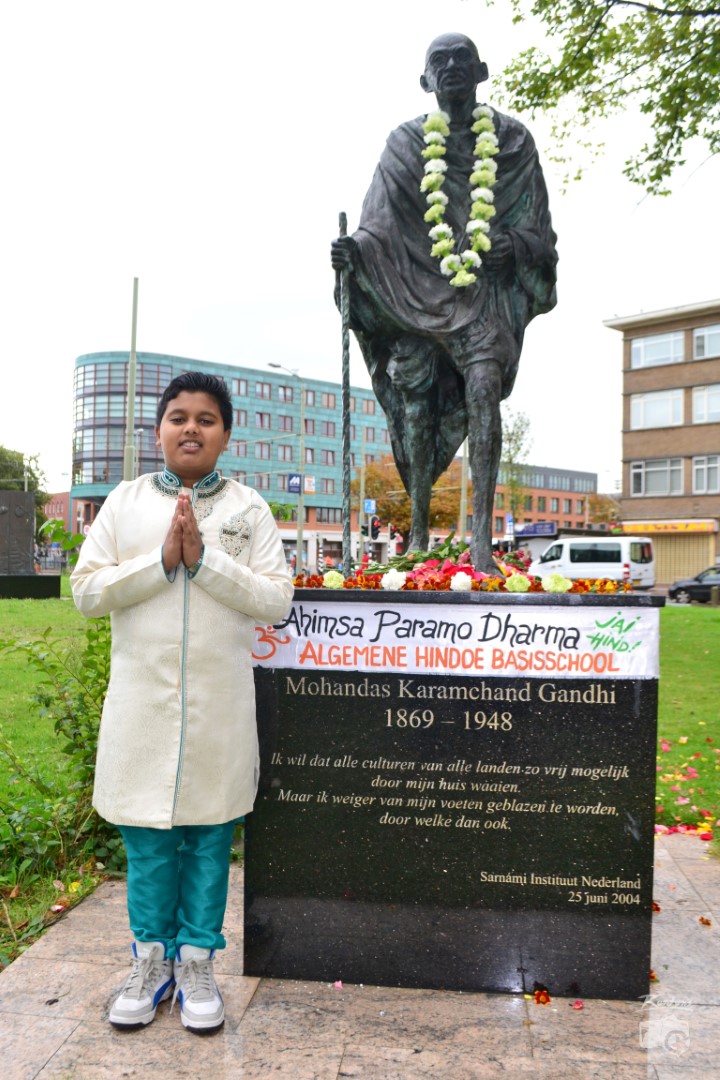 Ahimsa Paramo Dharma
JAI
HIND!
ॐ ALGEMENE HINDOE BASISSCHOOL
Mohandas Karamchand Gandhi
1869 – 1948
Ik wil dat alle culturen van alle landen zo vrij mogelijk
door mijn huis waaien.
Maar ik weiger van mijn voeten geblazen te worden,
door welke dan ook.
Sarnámi Instituut Nederland
25 juni 2004